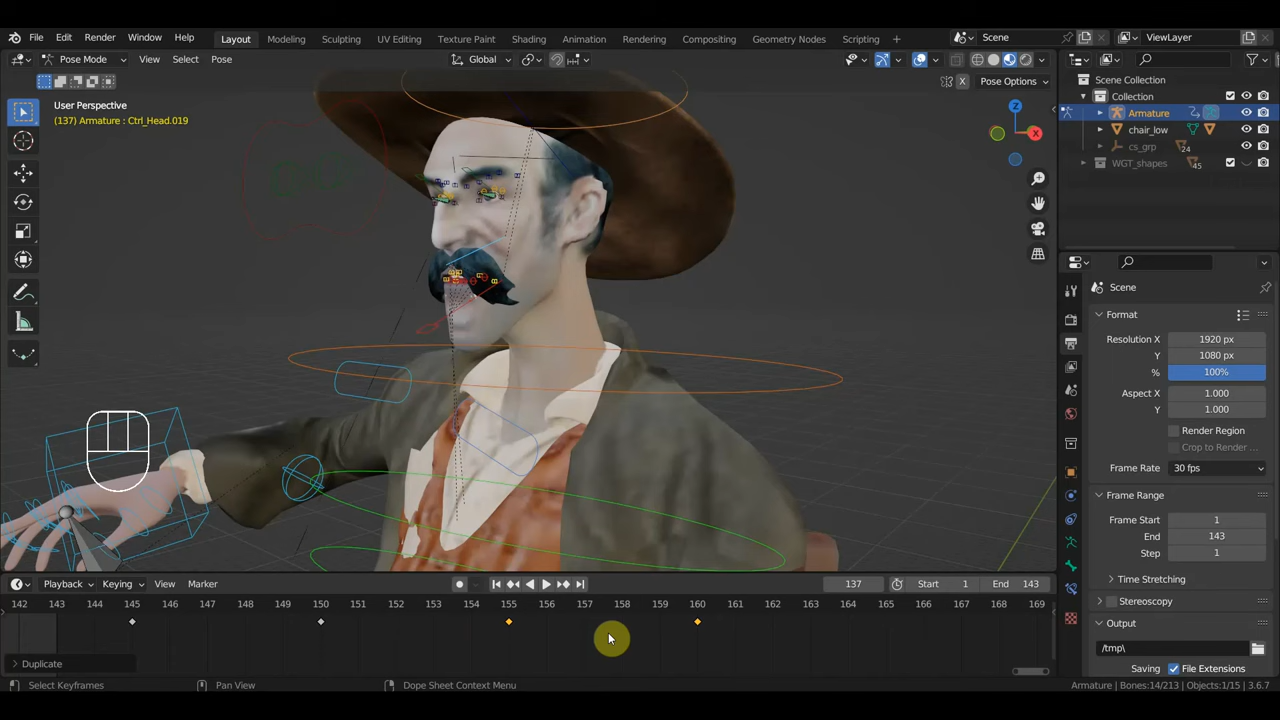 File Edit Render Window Help Layout Modeling Sculpting UV Editing Texture Paint Shading Animation Rendering Compositing Geometry Nodes Scripting + Scene ViewLayer
Pose Mode View Select Pose Global
X Pose Options
User Perspective
(137) Armature : Ctrl_Head.019
Z
X
Scene Collection
Collection
Armature
chair_low
cs_grp 24
WGT_shapes 45
Scene
Format
Resolution X 1920 px
Y 1080 px
% 100%
Aspect X 1.000
Y 1.000
Render Region
Crop to Render ...
Frame Rate 30 fps
Frame Range
Frame Start 1
End 143
Step 1
Time Stretching
Stereoscopy
Output
/tmp\
Saving File Extensions
Playback Keying View Marker 137 Start 1 End 143
142 143 144 145 146 147 148 149 150 151 152 153 154 155 156 157 158 159 160 161 162 163 164 165 166 167 168 169
Duplicate
Select Keyframes Pan View Dope Sheet Context Menu Armature | Bones:14/213 | Objects:1/15 | 3.6.7